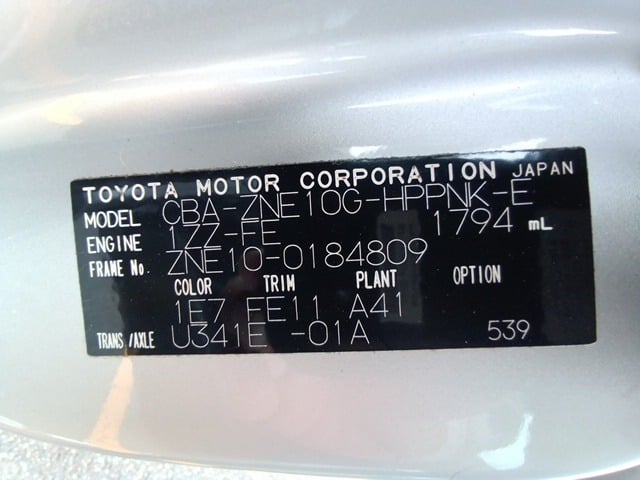 TOYOTA MOTOR CORPORATION JAPAN
MODEL CBA-ZNE10G-HPPNK-E
ENGINE 1ZZ-FE 1794 mL
FRAME No. ZNE10-0184809
COLOR TRIM PLANT OPTION
1E7 FE11 A41
TRANS/AXLE U341E -01A 539